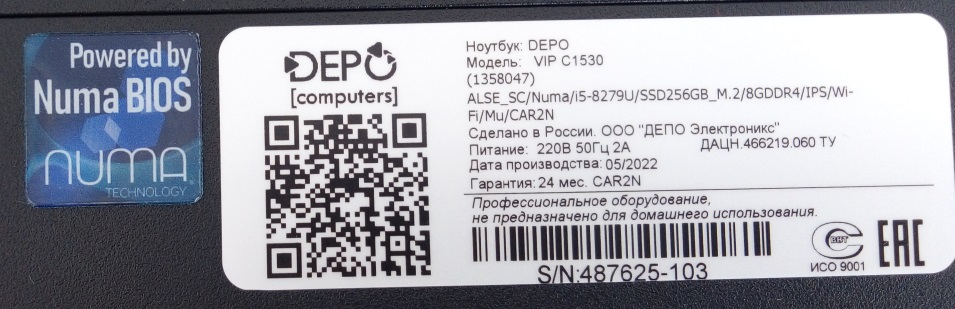 Powered by
Numa BIOS
NUMA
TECHNOLOGY
DEPO
[computers]
Ноутбук: DEPO
Модель: VIP C1530
(1358047)
ALSE_SC/Numa/i5-8279U/SSD256GB_M.2/8GDDR4/IPS/Wi-
Fi/Mu/CAR2N
Сделано в России. ООО "ДЕПО Электроникс"
Питание: 220В 50Гц 2А ДАЦН.466219.060 ТУ
Дата производства: 05/2022
Гарантия: 24 мес. CAR2N
Профессиональное оборудование,
не предназначено для домашнего использования.
S/N:487625-103
ИСО 9001
EAC